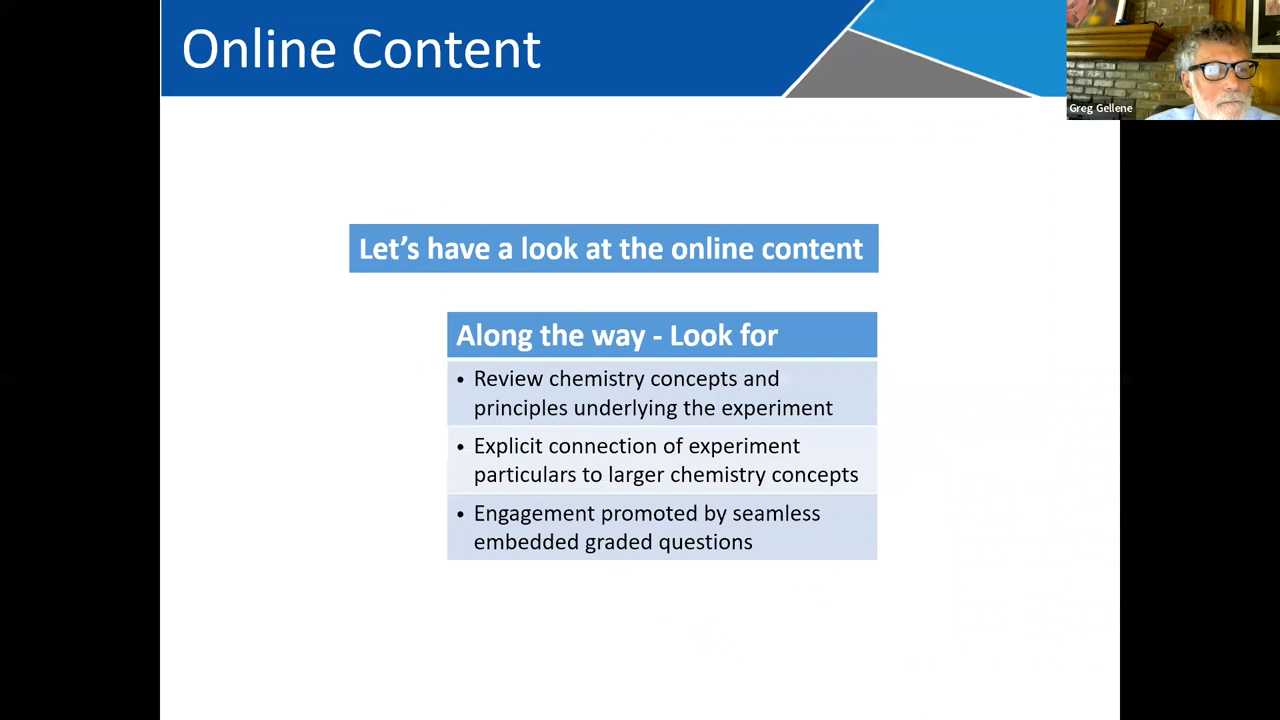 Online Content
Greg Gellene
Let's have a look at the online content
Along the way - Look for
• Review chemistry concepts and
principles underlying the experiment
• Explicit connection of experiment
particulars to larger chemistry concepts
• Engagement promoted by seamless
embedded graded questions